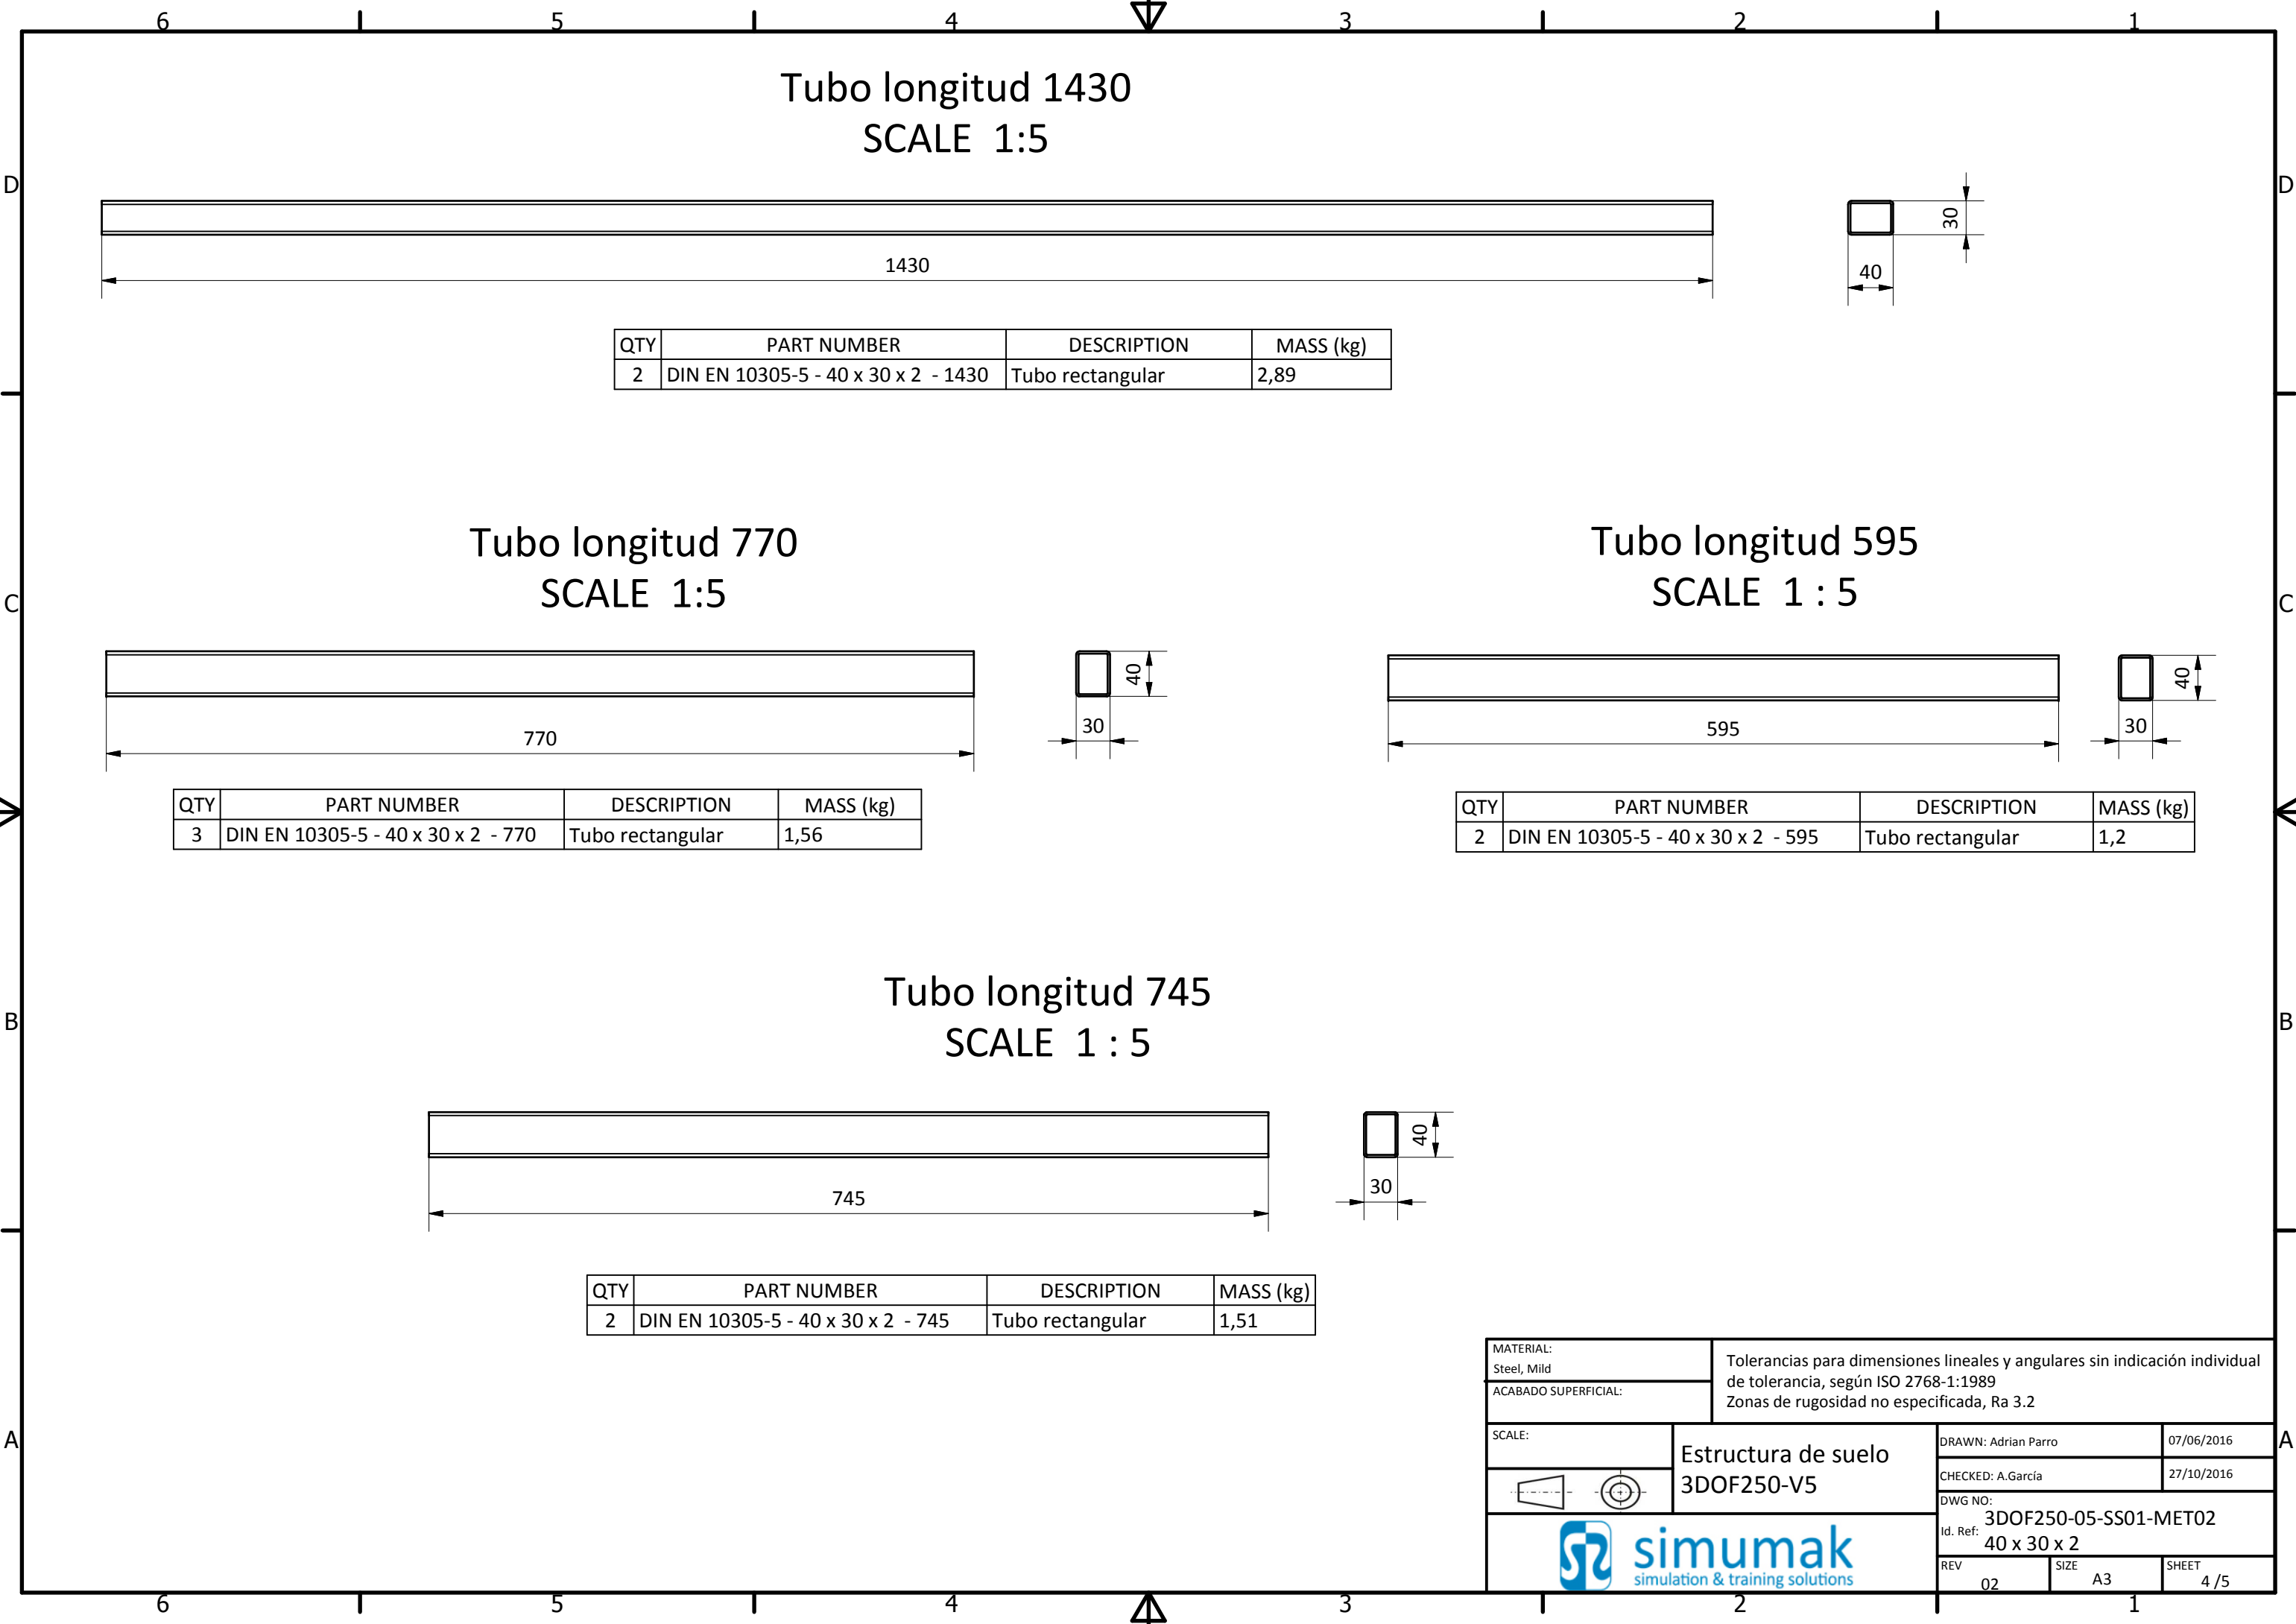 6 5 4 3 2 1
Tubo longitud 1430
SCALE 1:5
D D
30
1430
40
QTY PART NUMBER DESCRIPTION MASS (kg)
2 DIN EN 10305-5 - 40 x 30 x 2 - 1430 Tubo rectangular 2,89
Tubo longitud 770
SCALE 1:5
Tubo longitud 595
SCALE 1 : 5
C C
40
30
770
40
30
595
QTY PART NUMBER DESCRIPTION MASS (kg)
3 DIN EN 10305-5 - 40 x 30 x 2 - 770 Tubo rectangular 1,56
QTY PART NUMBER DESCRIPTION MASS (kg)
2 DIN EN 10305-5 - 40 x 30 x 2 - 595 Tubo rectangular 1,2
Tubo longitud 745
SCALE 1 : 5
B B
40
30
745
QTY PART NUMBER DESCRIPTION MASS (kg)
2 DIN EN 10305-5 - 40 x 30 x 2 - 745 Tubo rectangular 1,51
MATERIAL:
Steel, Mild
ACABADO SUPERFICIAL:
Tolerancias para dimensiones lineales y angulares sin indicación individual
de tolerancia, según ISO 2768-1:1989
Zonas de rugosidad no especificada, Ra 3.2
A A
SCALE:
Estructura de suelo
3DOF250-V5
DRAWN: Adrian Parro 07/06/2016
CHECKED: A.García 27/10/2016
DWG NO:
Id. Ref: 3DOF250-05-SS01-MET02
40 x 30 x 2
simumak
simulation & training solutions
REV 02
SIZE A3
SHEET 4 /5
6 5 4 3 2 1